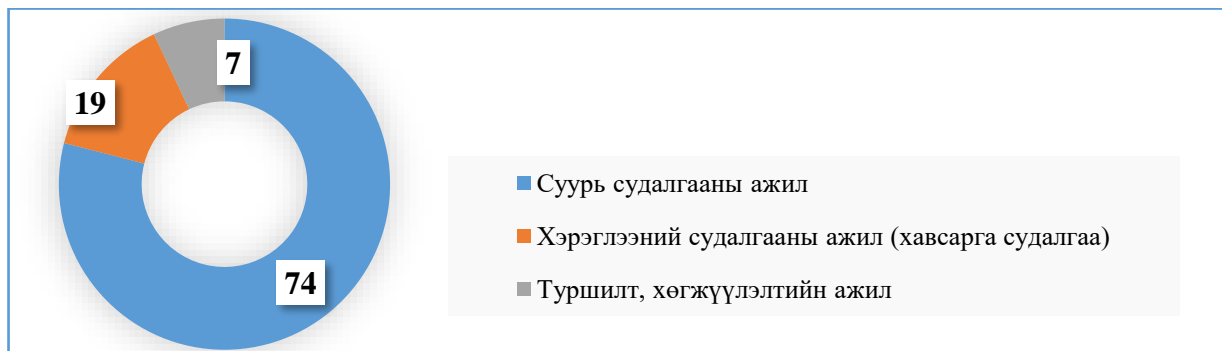 7
19
74
Суурь судалгааны ажил
Хэрэглээний судалгааны ажил (хавсарга судалгаа)
Туршилт, хөгжүүлэлтийн ажил